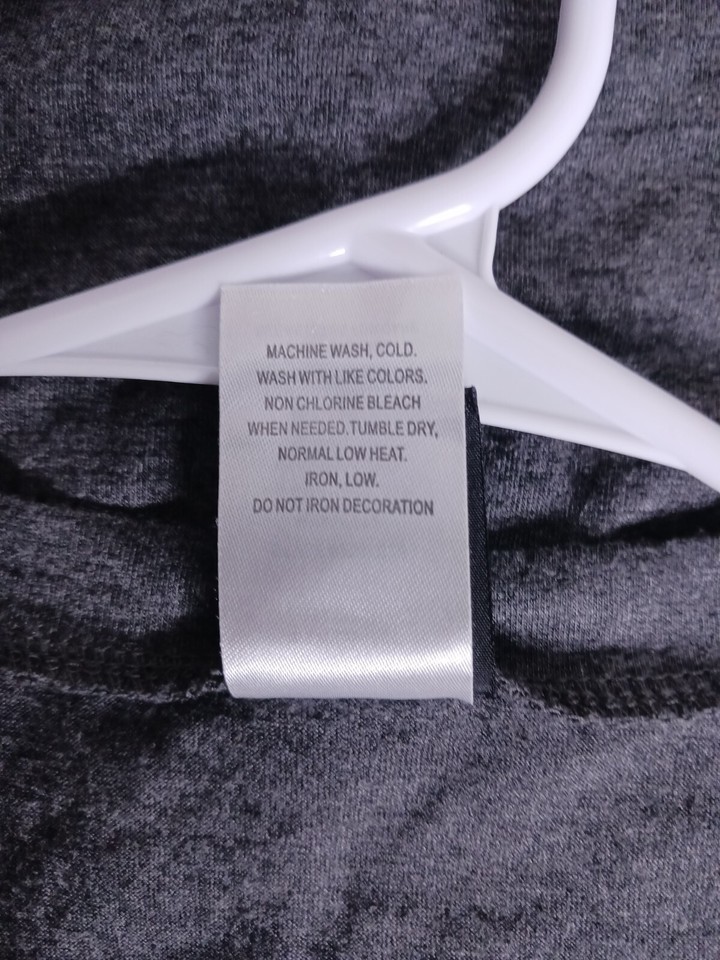 MACHINE WASH, COLD.
WASH WITH LIKE COLORS.
NON CHLORINE BLEACH
WHEN NEEDED.TUMBLE DRY,
NORMAL LOW HEAT.
IRON, LOW.
DO NOT IRON DECORATION